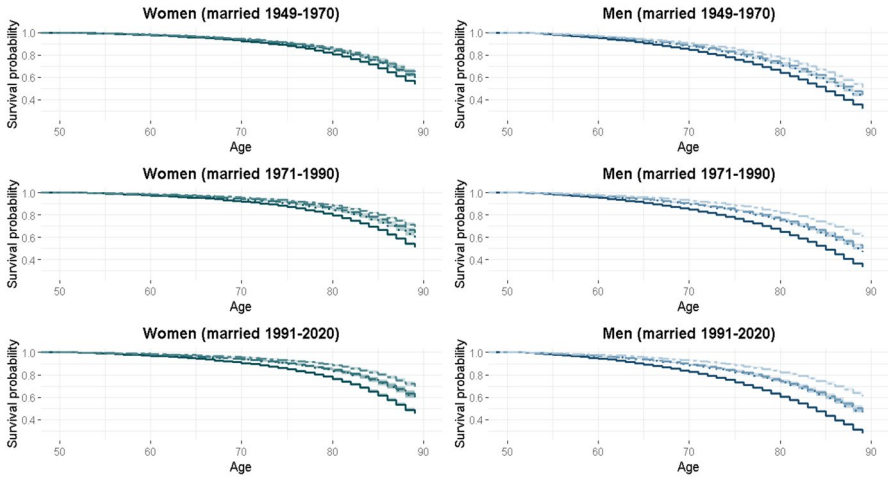 Women (married 1949-1970)
Survival probability
1.0
0.8
0.6
0.4
50 60 70 80 90
Age
Men (married 1949-1970)
Survival probability
1.0
0.8
0.6
0.4
50 60 70 80 90
Age
Women (married 1971-1990)
Survival probability
1.0
0.8
0.6
0.4
50 60 70 80 90
Age
Men (married 1971-1990)
Survival probability
1.0
0.8
0.6
0.4
50 60 70 80 90
Age
Women (married 1991-2020)
Survival probability
1.0
0.8
0.6
0.4
50 60 70 80 90
Age
Men (married 1991-2020)
Survival probability
1.0
0.8
0.6
0.4
50 60 70 80 90
Age